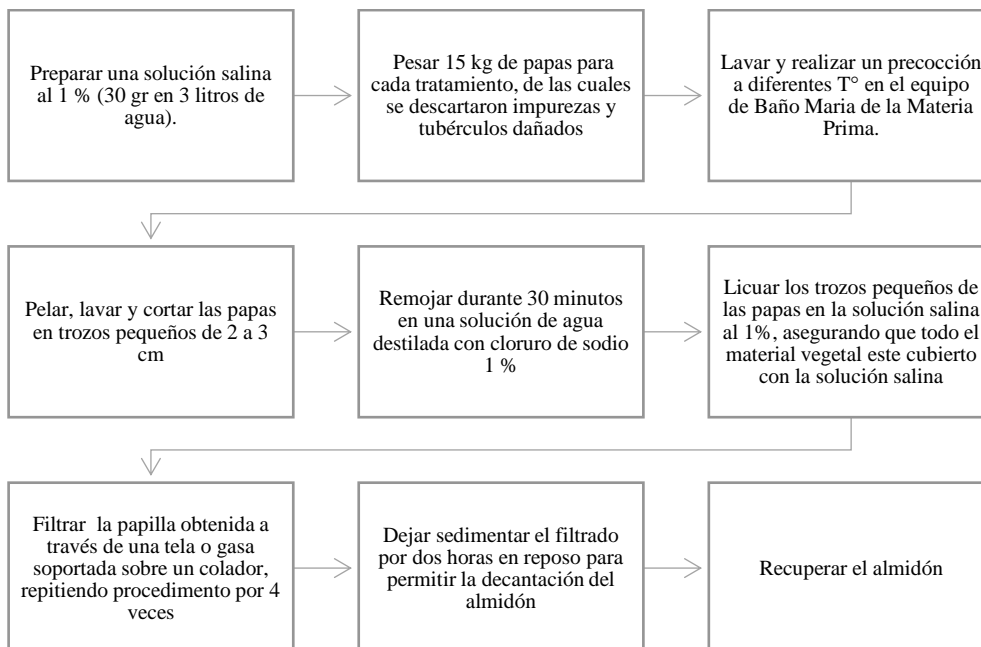 Preparar una solución salina
al 1 % (30 gr en 3 litros de
agua).
Pesar 15 kg de papas para
cada tratamiento, de las cuales
se descartaron impurezas y
tubérculos dañados
Lavar y realizar un precocción
a diferentes T° en el equipo
de Baño Maria de la Materia
Prima.
Pelar, lavar y cortar las papas
en trozos pequeños de 2 a 3
cm
Remojar durante 30 minutos
en una solución de agua
destilada con cloruro de sodio
1 %
Licuar los trozos pequeños de
las papas en la solución salina
al 1%, asegurando que todo el
material vegetal este cubierto
con la solución salina
Filtrar la papilla obtenida a
través de una tela o gasa
soportada sobre un colador,
repitiendo procedimento por 4
veces
Dejar sedimentar el filtrado
por dos horas en reposo para
permitir la decantación del
almidón
Recuperar el almidón